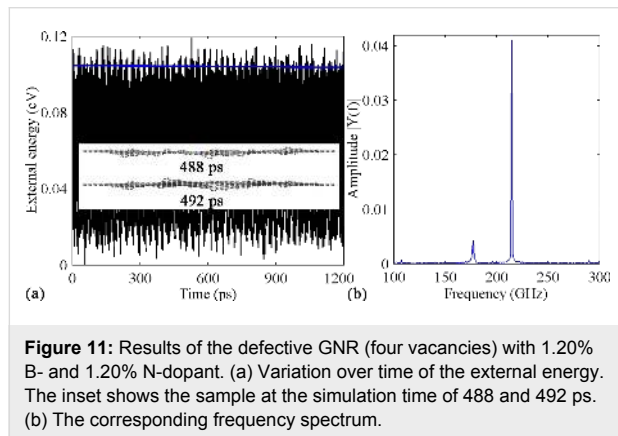 0.12
0.08
0.04
0
External energy (eV)
488 ps
492 ps
0 300 600 900 1200
(a) Time (ps)
0.04
0.03
0.02
0.01
0
Amplitude |Y(f)|
100 150 200 250 300
(b) Frequency (GHz)
Figure 11: Results of the defective GNR (four vacancies) with 1.20%
B- and 1.20% N-dopant. (a) Variation over time of the external energy.
The inset shows the sample at the simulation time of 488 and 492 ps.
(b) The corresponding frequency spectrum.